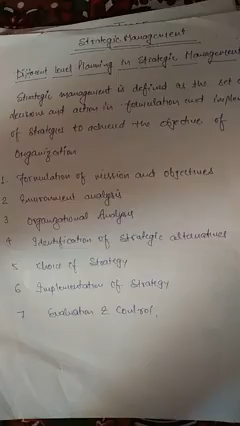 Strategic Management
Different level Planning In Strategic Management
Strategic management is defined as the set o
decisions and action in formulation and implem
of Strategies to achieved the objective of
Organization
1. Formulation of mission and objectives
2 Environment analysis
3 Organizational Analysis
4 Identification of Strategic alternatives
5 Choice of Strategy
6 Implementation of Strategy
7 Evaluation & Control,